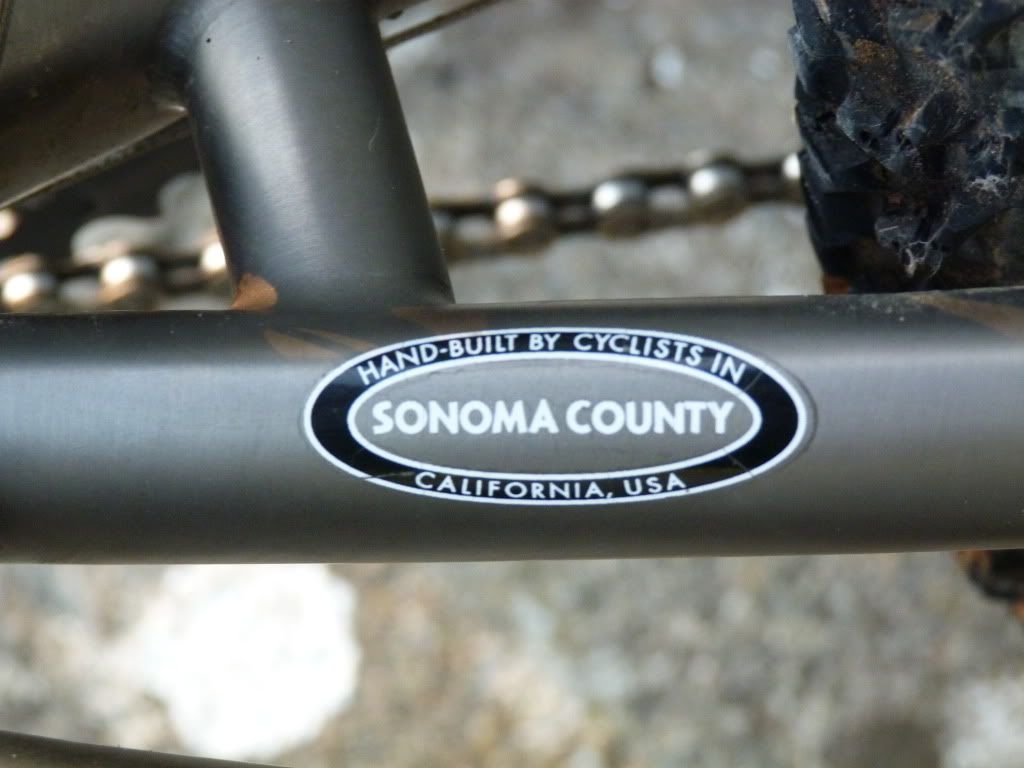 HAND-BUILT BY CYCLISTS IN
SONOMA COUNTY
CALIFORNIA, USA